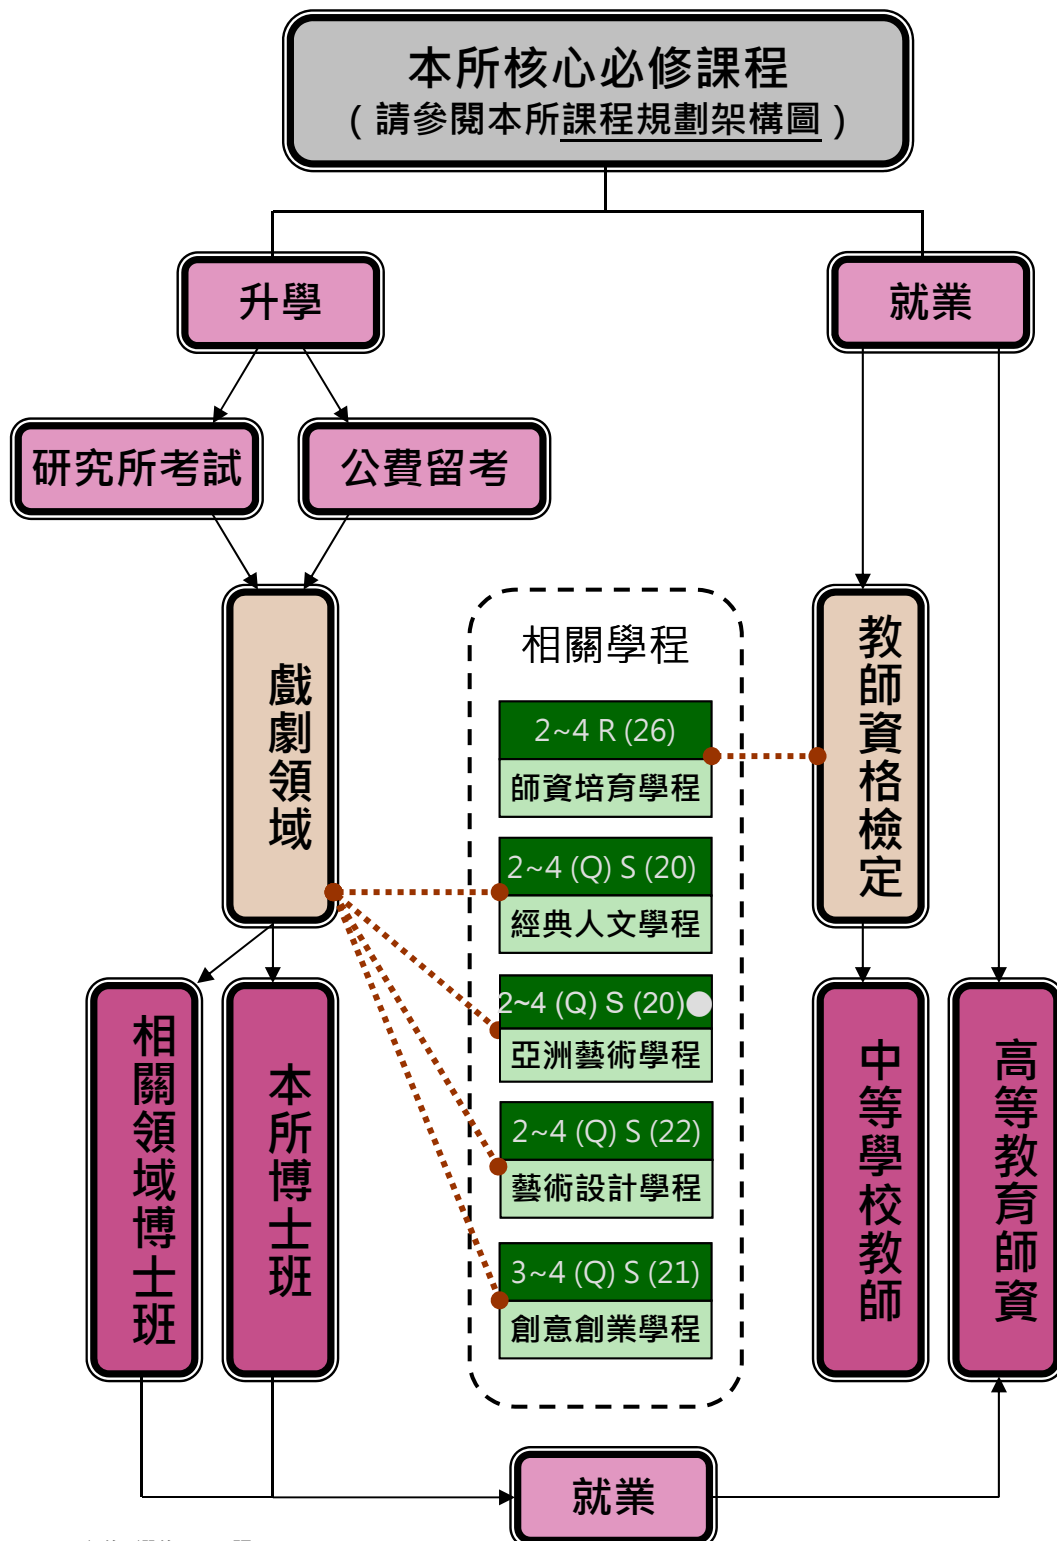 本所核心必修課程
（請參閱本所課程規劃架構圖）
升學
就業
研究所考試
公費留考
戲劇領域
相關學程
2~4 R (26)
師資培育學程
2~4 (Q) S (20)
經典人文學程
2~4 (Q) S (20)
亞洲藝術學程
2~4 (Q) S (22)
藝術設計學程
3~4 (Q) S (21)
創意創業學程
教師資格檢定
相關領域博士班
本所博士班
中等學校教師
高等教育師資
就業